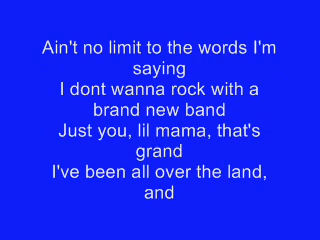 Ain't no limit to the words I'm
saying
I dont wanna rock with a
brand new band
Just you, lil mama, that's
grand
I've been all over the land,
and